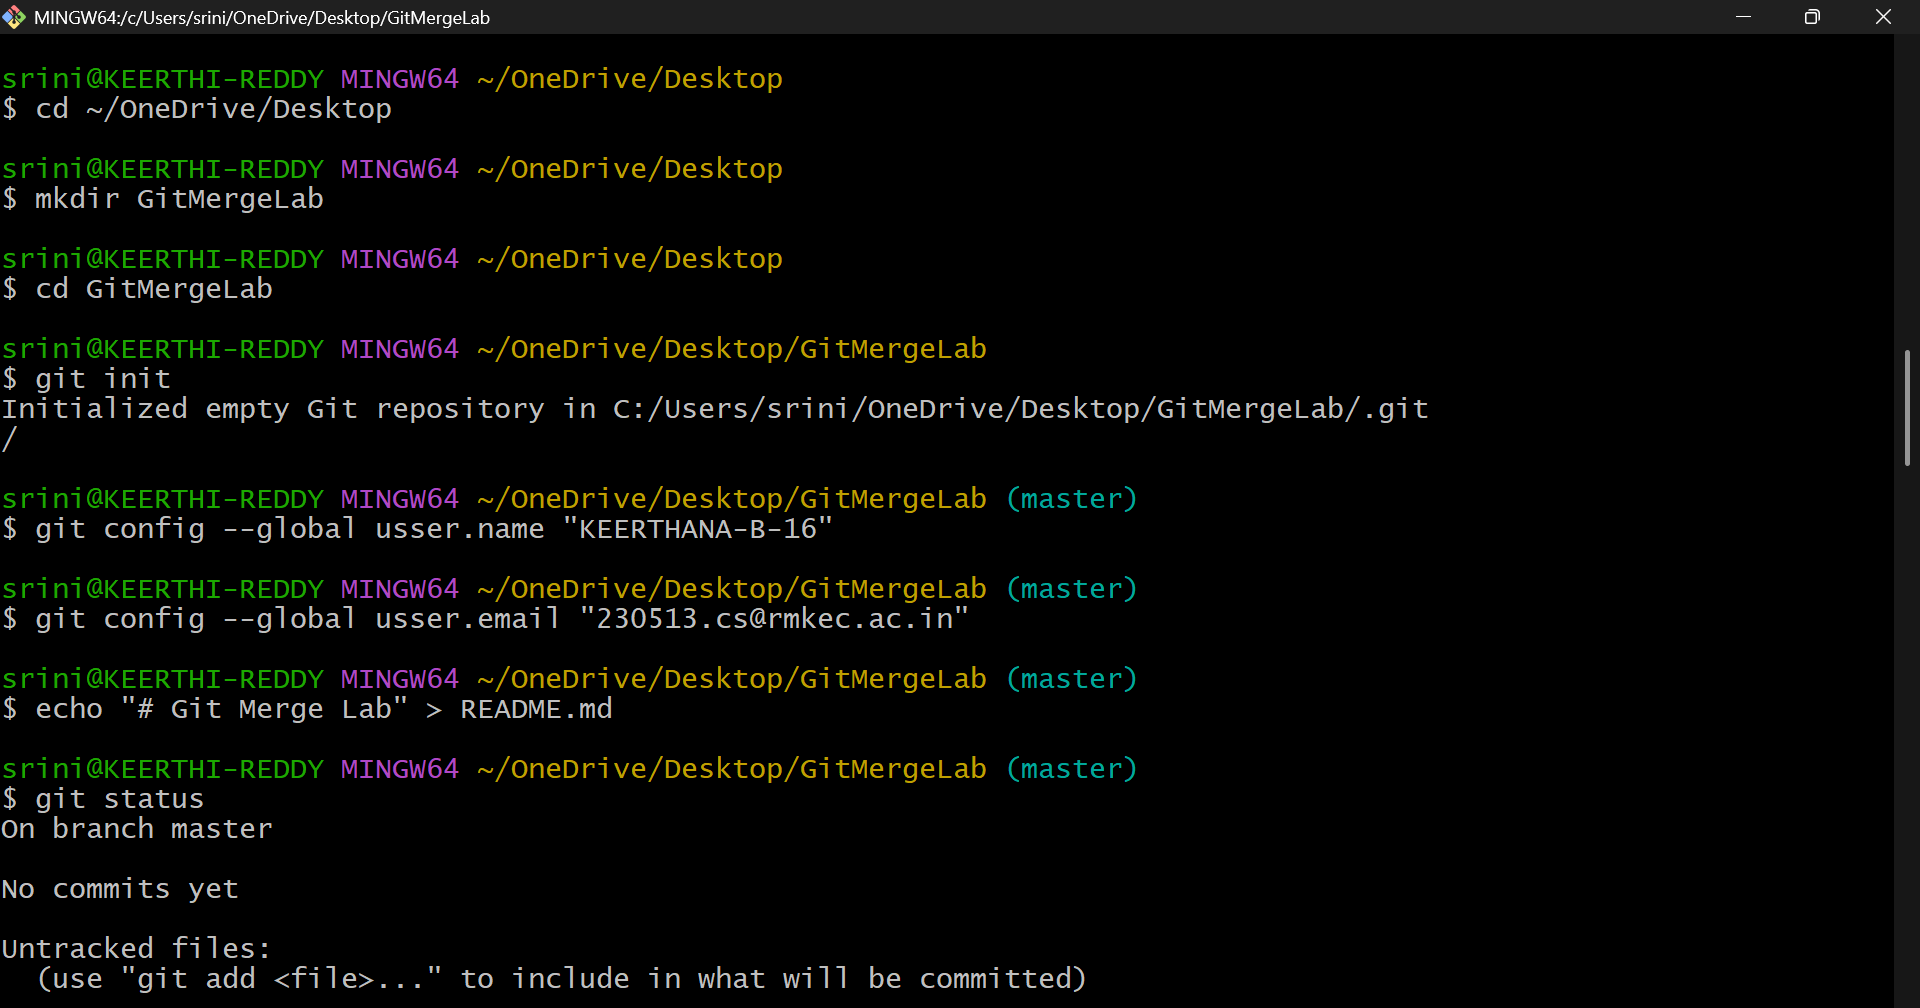 MINGW64:/c/Users/srini/OneDrive/Desktop/GitMergeLab
srini@KEERTHI-REDDY MINGW64 ~/OneDrive/Desktop
$ cd ~/OneDrive/Desktop
srini@KEERTHI-REDDY MINGW64 ~/OneDrive/Desktop
$ mkdir GitMergeLab
srini@KEERTHI-REDDY MINGW64 ~/OneDrive/Desktop
$ cd GitMergeLab
srini@KEERTHI-REDDY MINGW64 ~/OneDrive/Desktop/GitMergeLab
$ git init
Initialized empty Git repository in C:/Users/srini/OneDrive/Desktop/GitMergeLab/.git
/
srini@KEERTHI-REDDY MINGW64 ~/OneDrive/Desktop/GitMergeLab (master)
$ git config --global usser.name "KEERTHANA-B-16"
srini@KEERTHI-REDDY MINGW64 ~/OneDrive/Desktop/GitMergeLab (master)
$ git config --global usser.email "230513.cs@rmkec.ac.in"
srini@KEERTHI-REDDY MINGW64 ~/OneDrive/Desktop/GitMergeLab (master)
$ echo "# Git Merge Lab" > README.md
srini@KEERTHI-REDDY MINGW64 ~/OneDrive/Desktop/GitMergeLab (master)
$ git status
On branch master
No commits yet
Untracked files:
  (use "git add <file>..." to include in what will be committed)